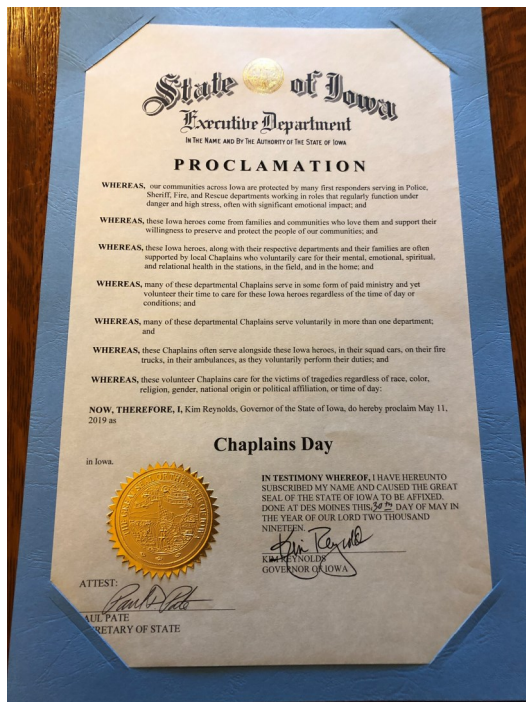 State of Iowa
Executive Department
IN THE NAME AND BY THE AUTHORITY OF THE STATE OF IOWA
PROCLAMATION
WHEREAS, our communities across Iowa are protected by many first responders serving in Police,
Sheriff, Fire, and Rescue departments working in roles that regularly function under
danger and high stress, often with significant emotional impact; and
WHEREAS, these Iowa heroes come from families and communities who love them and support their
willingness to preserve and protect the people of our communities; and
WHEREAS, these Iowa heroes, along with their respective departments and their families are often
supported by local Chaplains who voluntarily care for their mental, emotional, spiritual,
and relational health in the stations, in the field, and in the home; and
WHEREAS, many of these departmental Chaplains serve in some form of paid ministry and yet
volunteer their time to care for these Iowa heroes regardless of the time of day or
conditions; and
WHEREAS, many of these departmental Chaplains serve voluntarily in more than one department;
and
WHEREAS, these Chaplains often serve alongside these Iowa heroes, in their squad cars, on their fire
trucks, in their ambulances, as they voluntarily perform their duties; and
WHEREAS, these volunteer Chaplains care for the victims of tragedies regardless of race, color,
religion, gender, national origin or political affiliation, or time of day:
NOW, THEREFORE, I, Kim Reynolds, Governor of the State of Iowa, do hereby proclaim May 11,
2019 as
Chaplains Day
in Iowa.
IN TESTIMONY WHEREOF, I HAVE HEREUNTO
SUBSCRIBED MY NAME AND CAUSED THE GREAT
SEAL OF THE STATE OF IOWA TO BE AFFIXED.
DONE AT DES MOINES THIS 30th DAY OF MAY IN
THE YEAR OF OUR LORD TWO THOUSAND
NINETEEN.
Kim Reynolds
KIM REYNOLDS
GOVERNOR OF IOWA
ATTEST:
Paul D Pate
AUL PATE
CRETARY OF STATE